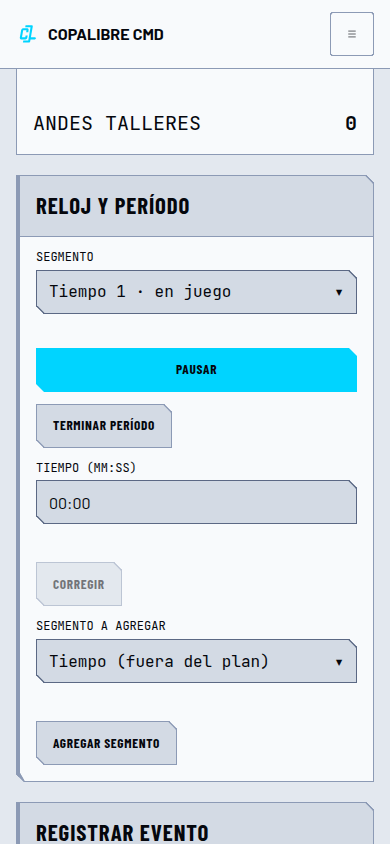 COPALIBRE CMD
ANDES TALLERES 0
RELOJ Y PERÍODO
SEGMENTO
Tiempo 1 · en juego
PAUSAR
TERMINAR PERÍODO
TIEMPO (MM:SS)
00:00
CORREGIR
SEGMENTO A AGREGAR
Tiempo (fuera del plan)
AGREGAR SEGMENTO
REGISTRAR EVENTO